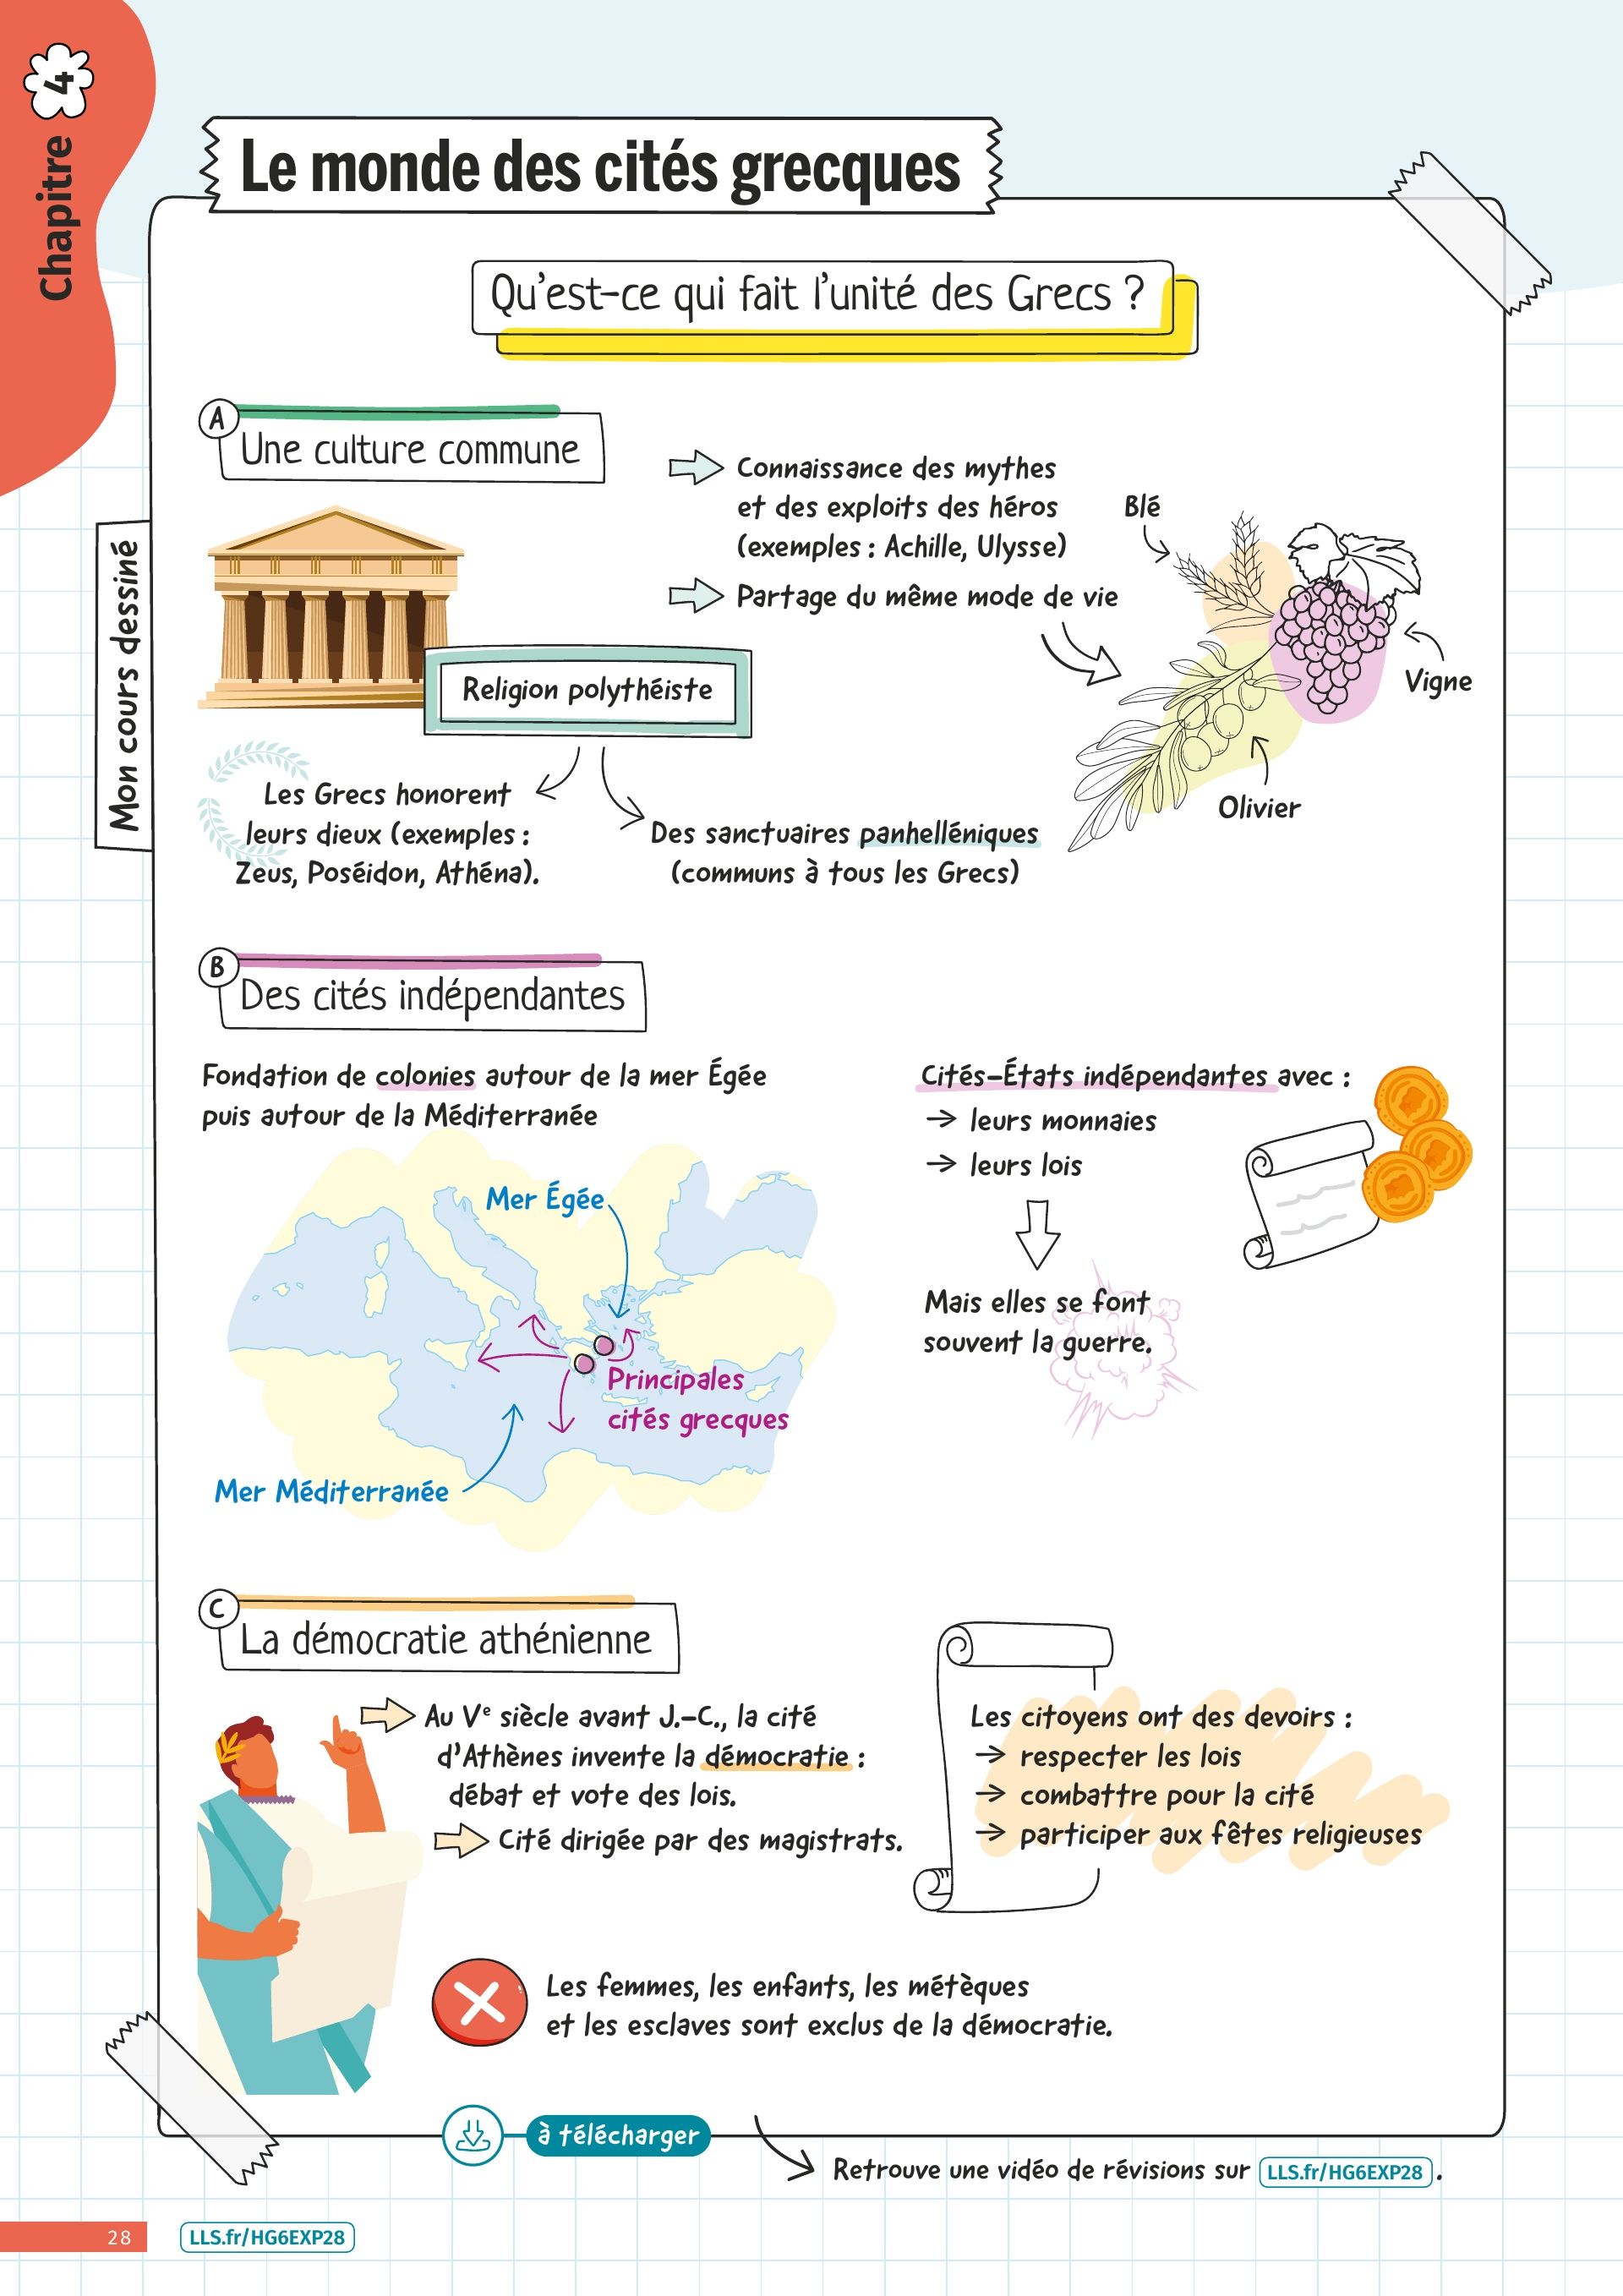 Chapitre 4
Mon cours dessiné
Le monde des cités grecques
Qu'est-ce qui fait l'unité des Grecs ?
A
Une culture commune
Connaissance des mythes
et des exploits des héros
(exemples : Achille, Ulysse)
Partage du même mode de vie
Blé
Vigne
Olivier
Religion polythéiste
Les Grecs honorent
leurs dieux (exemples :
Zeus, Poséidon, Athéna).
Des sanctuaires panhelléniques
(communs à tous les Grecs)
B
Des cités indépendantes
Fondation de colonies autour de la mer Égée
puis autour de la Méditerranée
Mer Égée
Principales
cités grecques
Mer Méditerranée
Cités-États indépendantes avec :
→ leurs monnaies
→ leurs lois
Mais elles se font
souvent la guerre.
C
La démocratie athénienne
Au Ve siècle avant J.-C., la cité
d'Athènes invente la démocratie :
débat et vote des lois.
Cité dirigée par des magistrats.
Les citoyens ont des devoirs :
→ respecter les lois
→ combattre pour la cité
→ participer aux fêtes religieuses
Les femmes, les enfants, les métèques
et les esclaves sont exclus de la démocratie.
à télécharger
Retrouve une vidéo de révisions sur LLS.fr/HG6EXP28.
28 LLS.fr/HG6EXP28